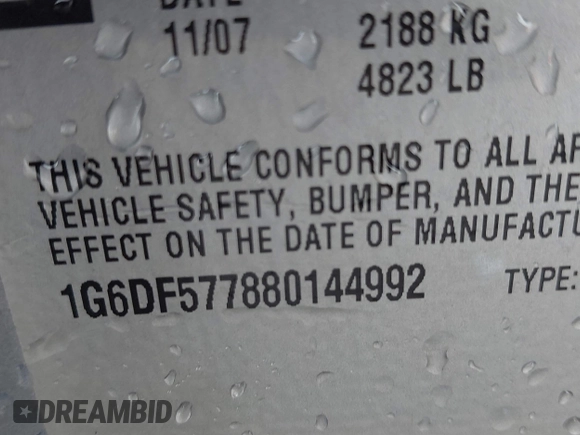 DATE
11/07
2188 KG
4823 LB
THIS VEHICLE CONFORMS TO ALL
VEHICLE SAFETY, BUMPER, AND THE
EFFECT ON THE DATE OF MANUFACTU
1G6DF577880144992 TYPE:
DREAMBID